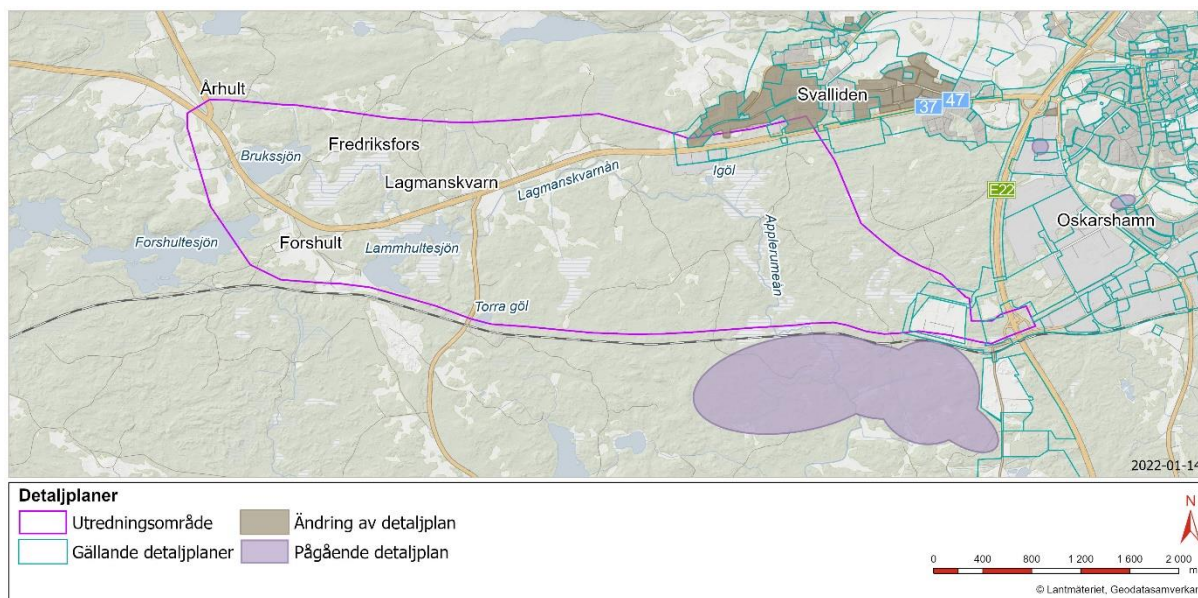 Århult
Svalliden
37
47
Brukssjön
Fredriksfors
Lagmanskvarn
Lagmanskvarnån
Igöl
E22
Oskarshamn
Forshultesjön
Forshult
Lammhultesjön
Applerumeån
Torra göl
2022-01-14
Detaljplaner
Utredningsområde
Ändring av detaljplan
Gällande detaljplaner
Pågående detaljplan
N
0 400 800 1 200 1 600 2 000
m
© Lantmäteriet, Geodatasamverkan